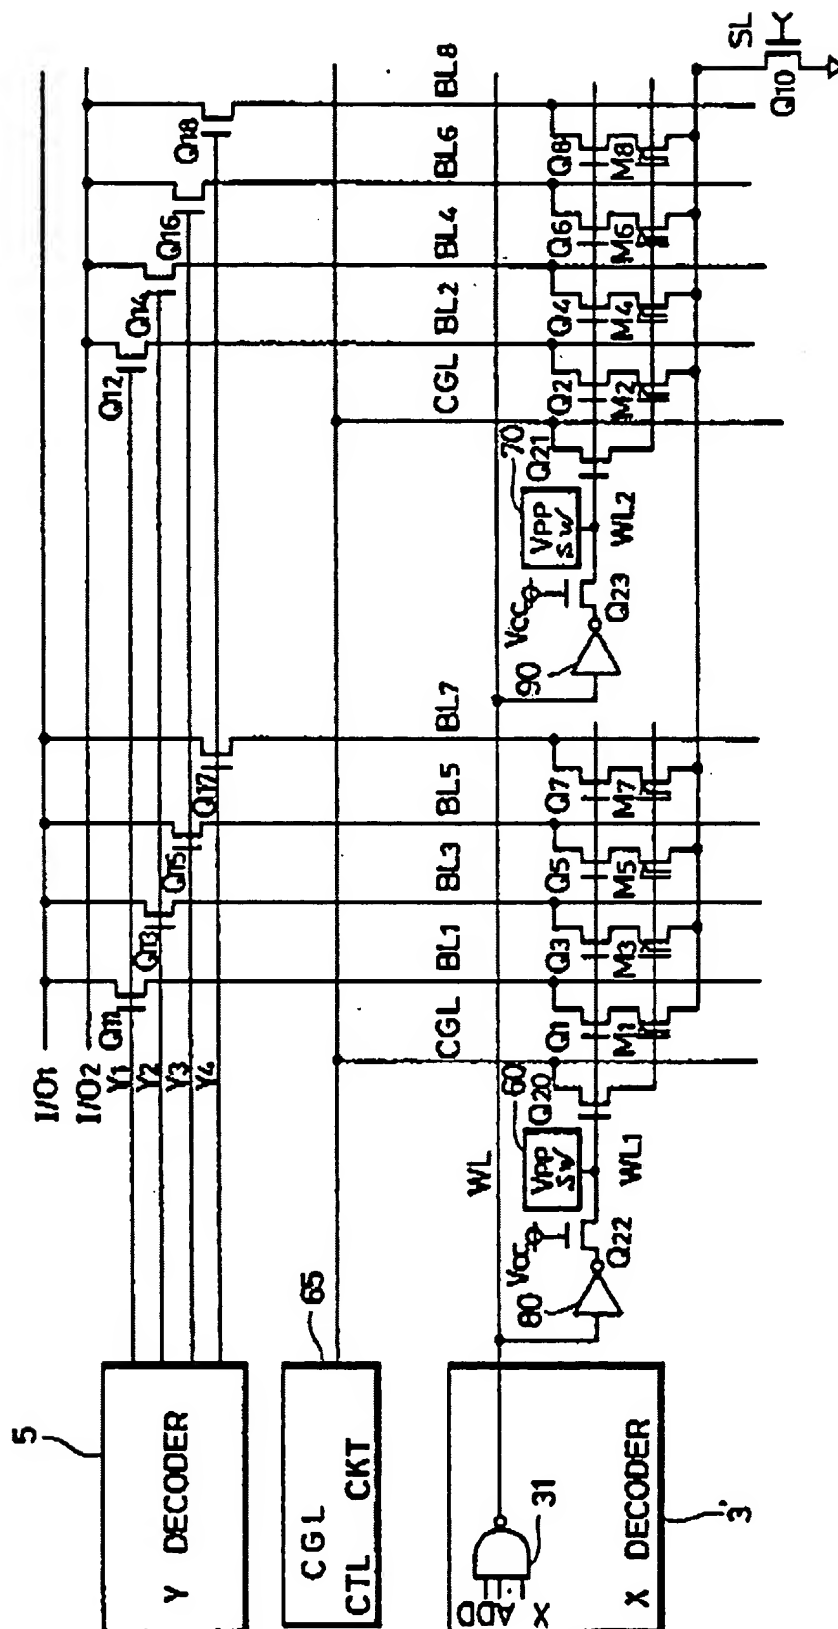 5
Y DECODER
CGL
CTL CKT
65
X ADD
31
X DECODER
3'
I/O1
I/O2
Y1
Y2
Y3
Y4
Q11
Q13
Q15
Q17
Q12
Q14
Q16
Q18
CGL
BL1
BL3
BL5
BL7
CGL
BL2
BL4
BL6
BL8
WL
80
VCC
Q22
60
VPP
SW
WL1
Q20
Q1
Q3
Q5
Q7
M1
M3
M5
M7
90
VCC
Q23
70
VPP
SW
WL2
Q21
Q2
Q4
Q6
Q8
M2
M4
M6
M8
SL
Q10
Y